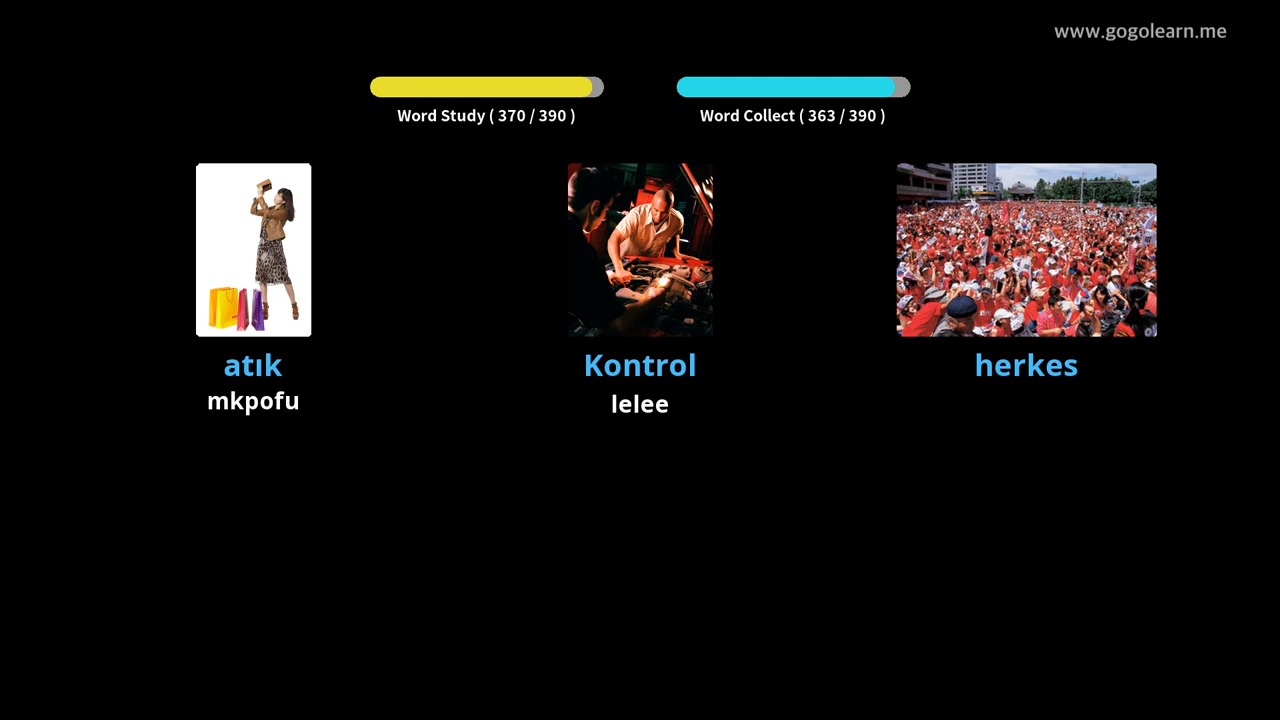 www.gogolearn.me
Word Study ( 370 / 390 )
Word Collect ( 363 / 390 )
atık
mkpofu
Kontrol
lelee
herkes